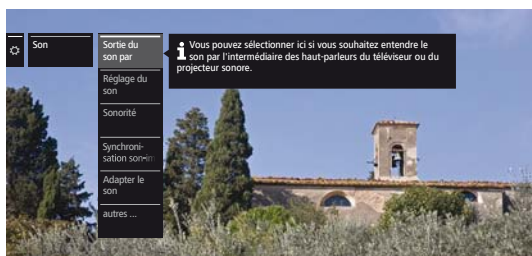 Son
Sortie du
son par
Vous pouvez sélectionner ici si vous souhaitez entendre le
son par l'intermédiaire des haut-parleurs du téléviseur ou du
projecteur sonore.
Réglage du
son
Sonorité
Synchroni-
sation son-im
Adapter le
son
autres ...